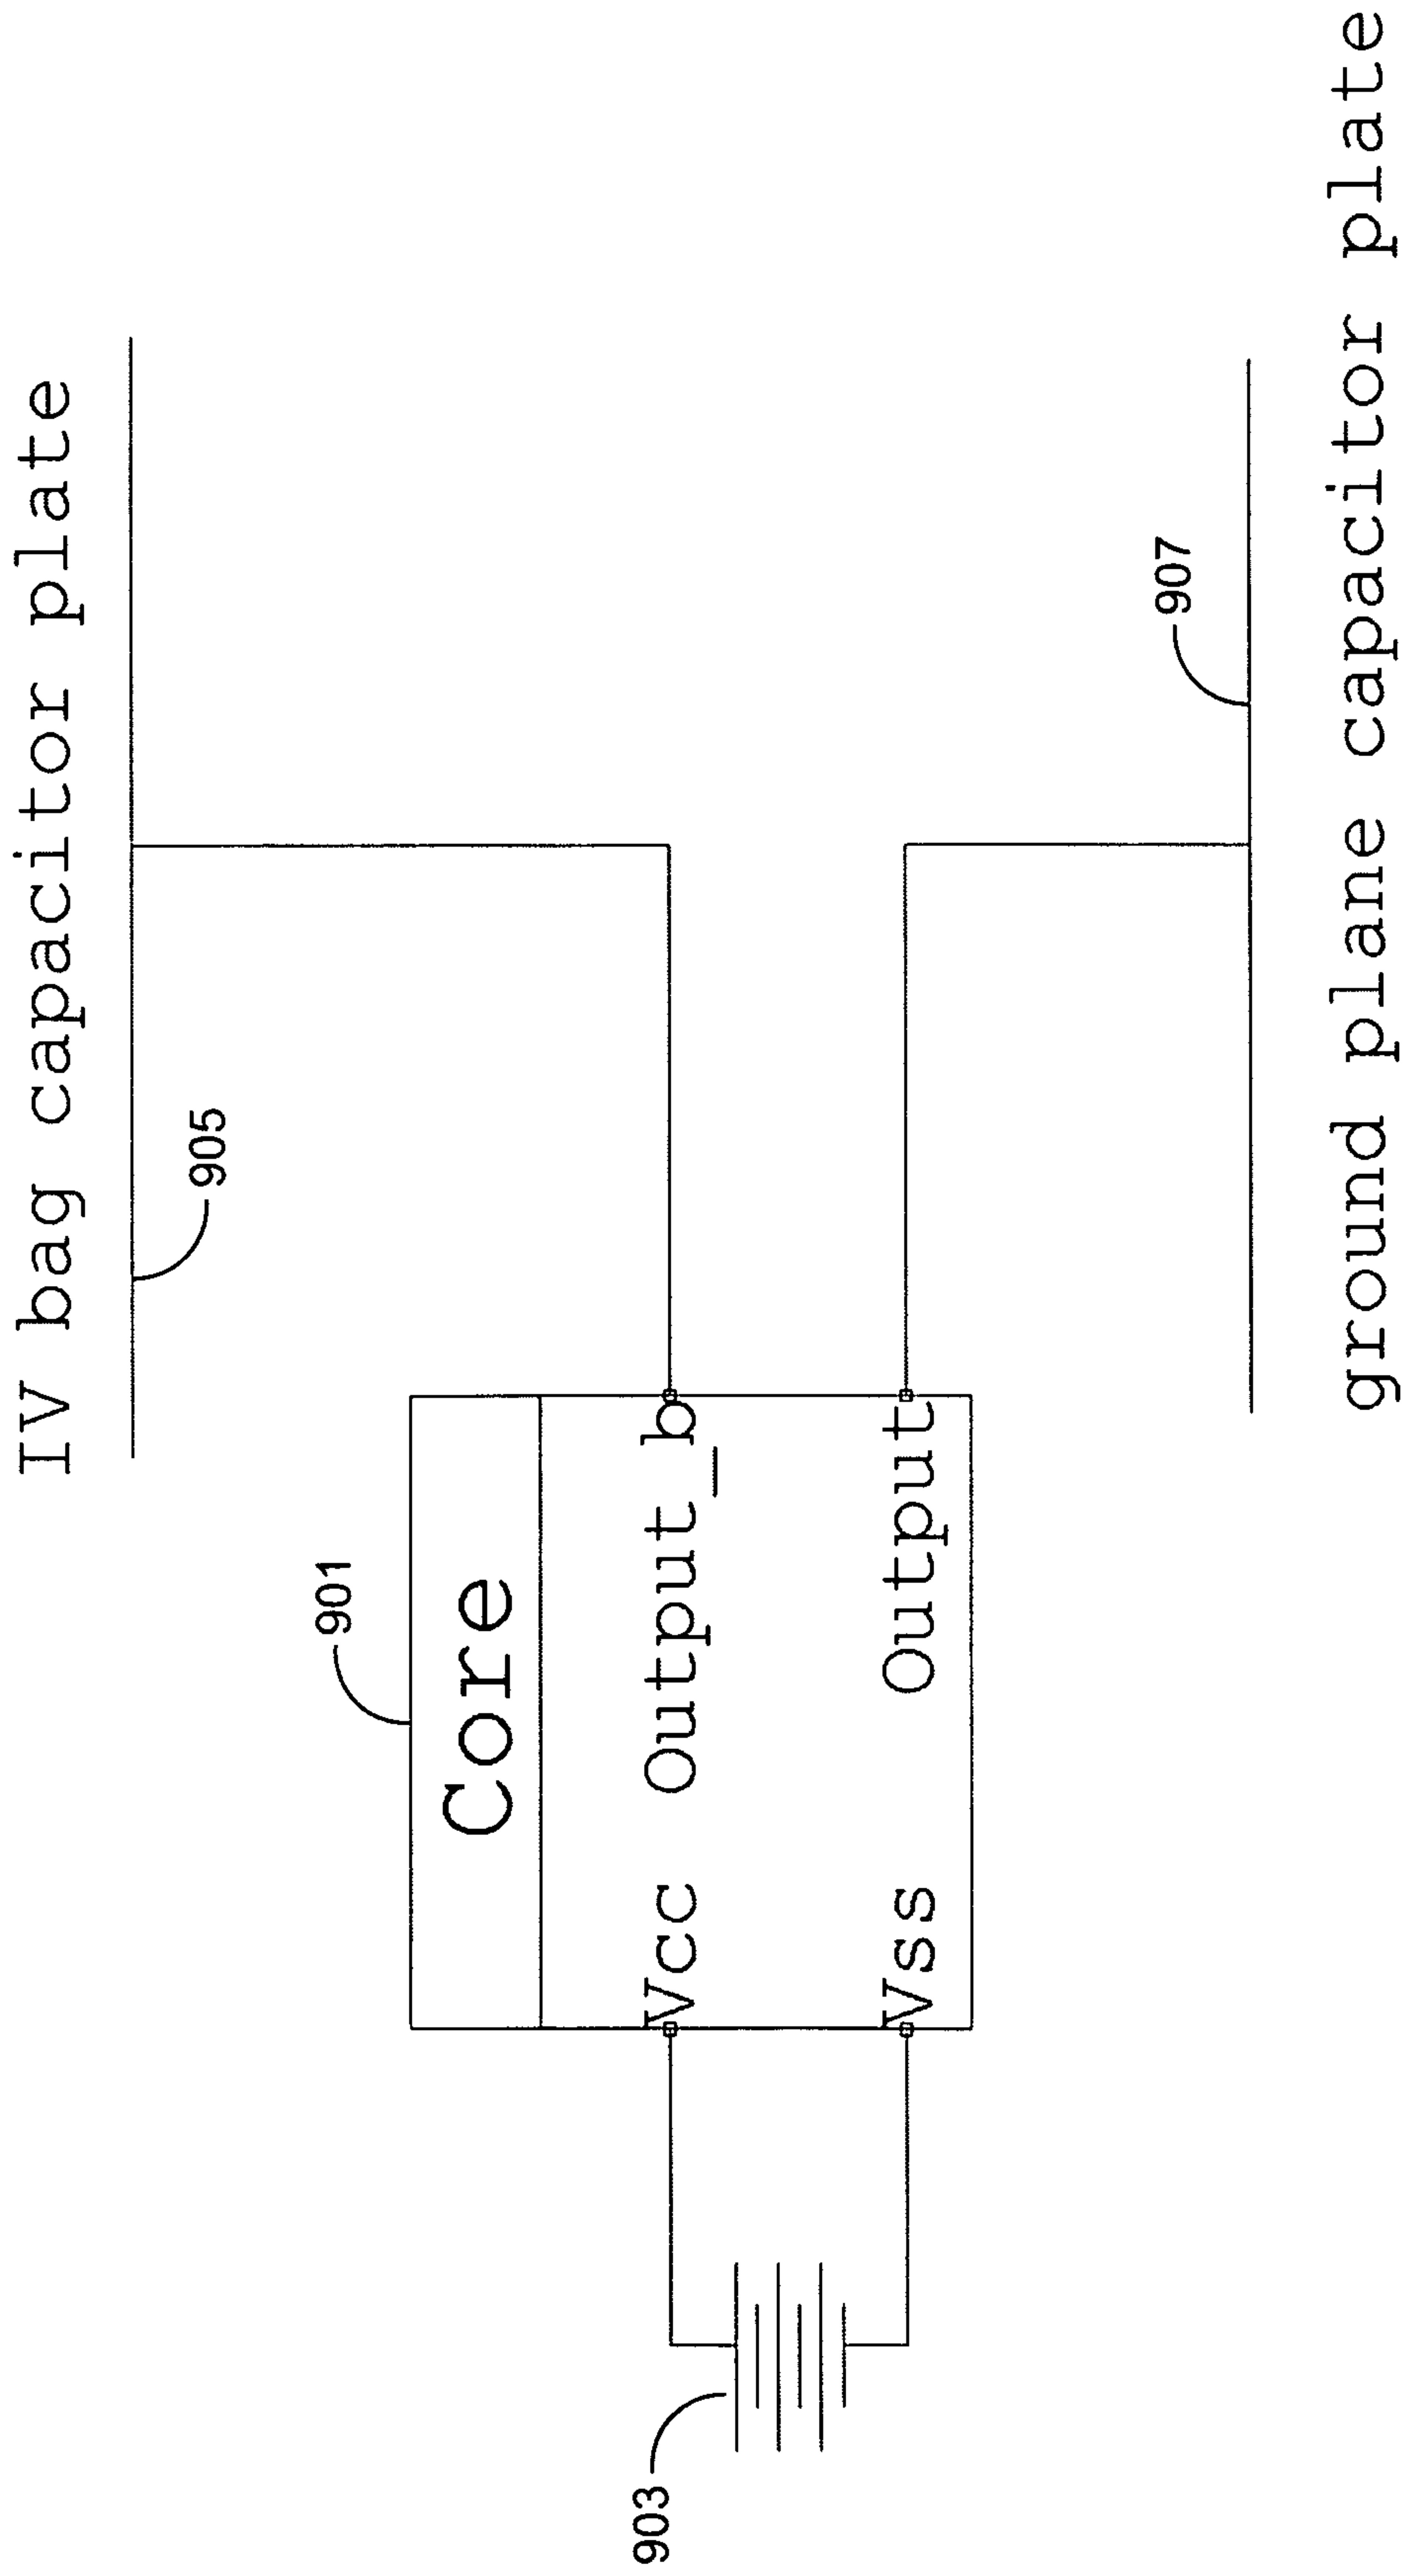 IV bag capacitor plate
905
901
Core
Vcc Output_b
Vss Output
903
907
ground plane capacitor plate